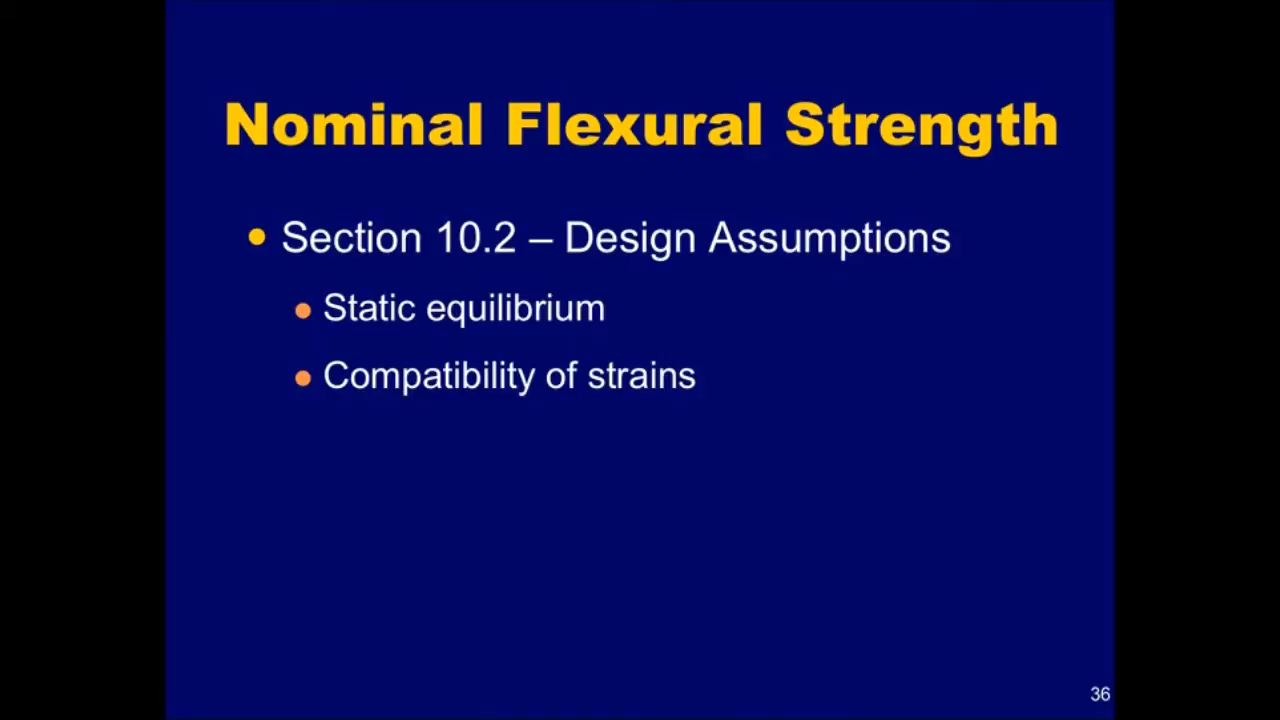 Nominal Flexural Strength
Section 10.2 – Design Assumptions
Static equilibrium
Compatibility of strains
36